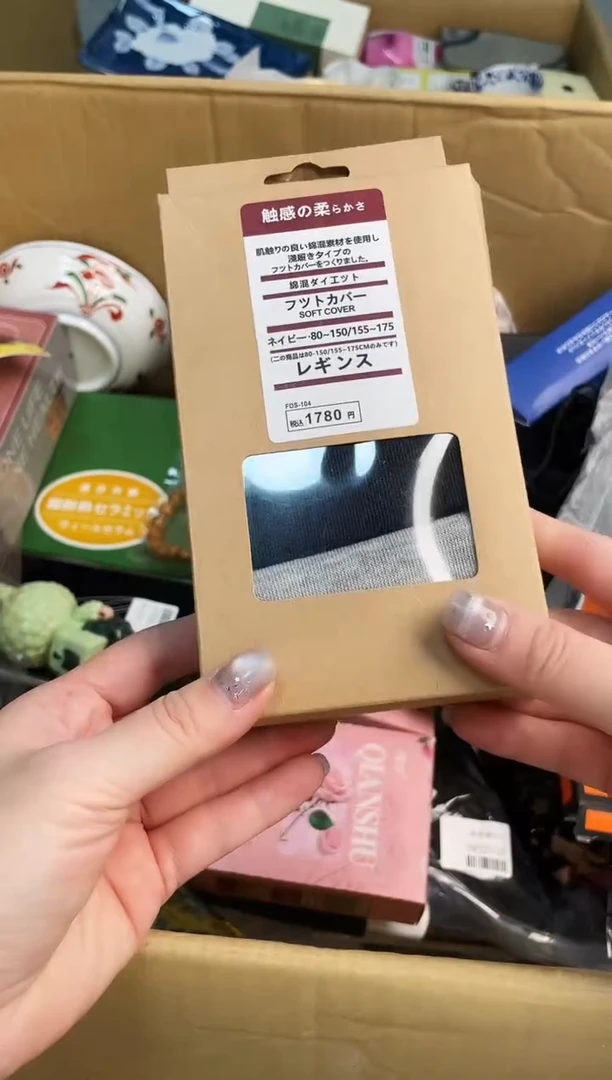 触感の柔らかさ
肌触りの良い綿混素材を使用し
浅履きタイプの
フツトカバーをつくりました。
綿混ダイエット
フツトカバー
SOFT COVER
ネイビー·80~150/155~175
(二の商品は80-150/155-175CMのみです)
レギンス
FOS-104
税込 1780 円
QIANSHU